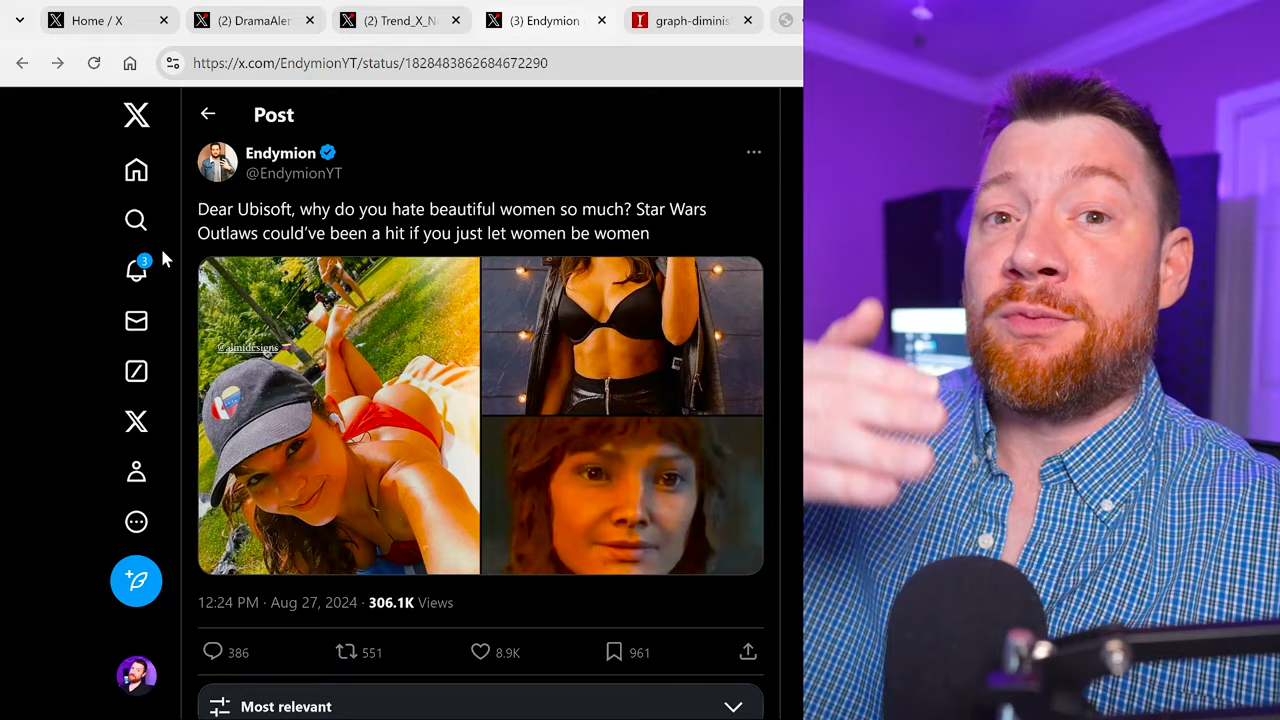 Home / X
(2) DramaAler
(2) Trend_X_N
(3) Endymion
graph-diminis
https://x.com/EndymionYT/status/1828483862684672290
Post
Endymion
@EndymionYT
3
Dear Ubisoft, why do you hate beautiful women so much? Star Wars
Outlaws could've been a hit if you just let women be women
@almidesigns
12:24 PM · Aug 27, 2024 · 306.1K Views
386 551 8.9K 961
Most relevant